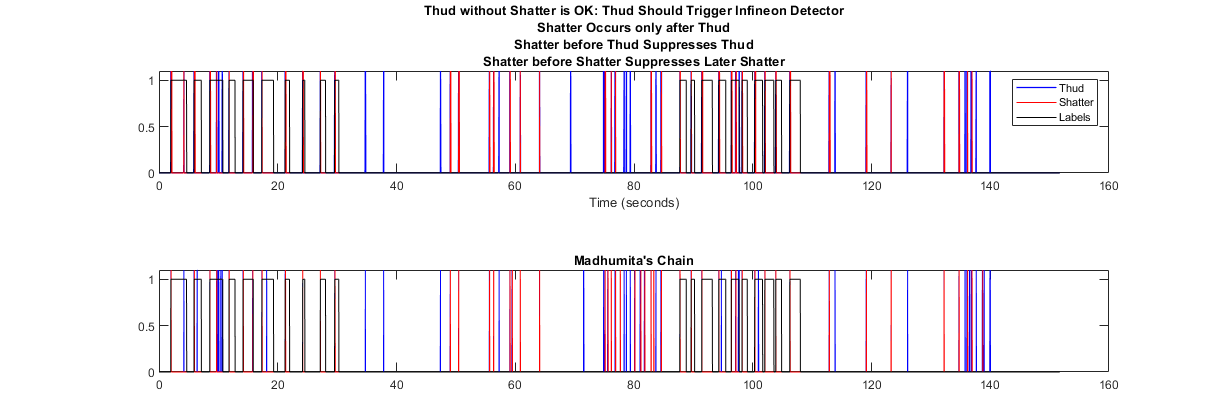 Thud without Shatter is OK: Thud Should Trigger Infineon Detector
Shatter Occurs only after Thud
Shatter before Thud Suppresses Thud
Shatter before Shatter Suppresses Later Shatter
1
0.5
0
Thud
Shatter
Labels
0 20 40 60 80 100 120 140 160
Time (seconds)
Madhumita's Chain
1
0.5
0
0 20 40 60 80 100 120 140 160